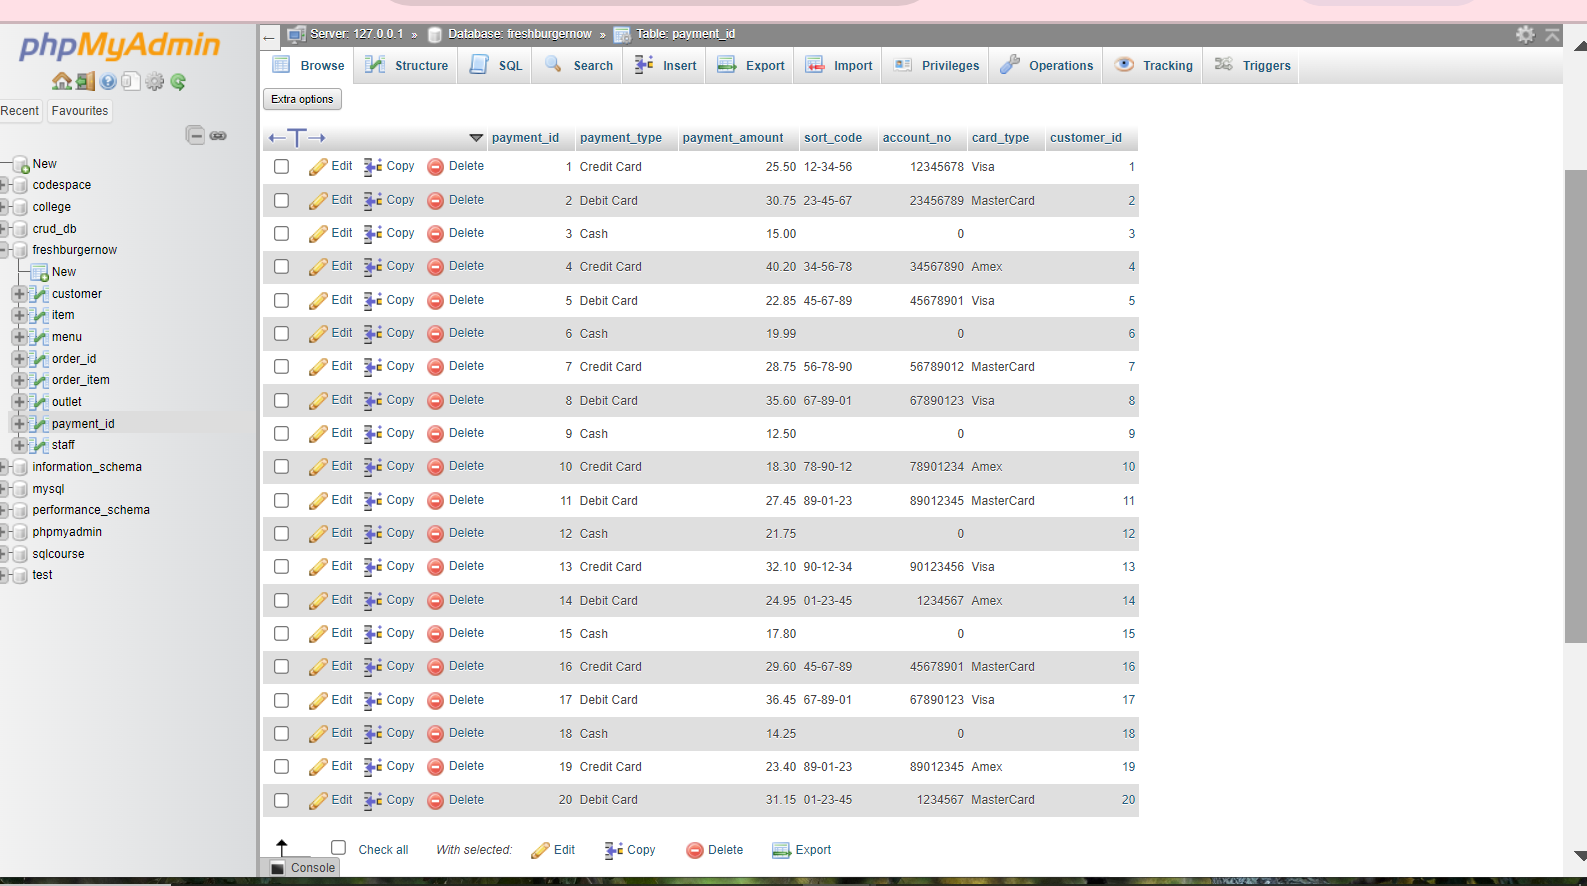 phpMyAdmin
Recent Favourites
New
codespace
college
crud_db
freshburgernow
New
customer
item
menu
order_id
order_item
outlet
payment_id
staff
information_schema
mysql
performance_schema
phpmyadmin
sqlcourse
test
← Server: 127.0.0.1 » Database: freshburgernow » Table: payment_id
Browse Structure SQL Search Insert Export Import Privileges Operations Tracking Triggers
Extra options
←T→ payment_id payment_type payment_amount sort_code account_no card_type customer_id
Edit Copy Delete 1 Credit Card 25.50 12-34-56 12345678 Visa 1
Edit Copy Delete 2 Debit Card 30.75 23-45-67 23456789 MasterCard 2
Edit Copy Delete 3 Cash 15.00 0 3
Edit Copy Delete 4 Credit Card 40.20 34-56-78 34567890 Amex 4
Edit Copy Delete 5 Debit Card 22.85 45-67-89 45678901 Visa 5
Edit Copy Delete 6 Cash 19.99 0 6
Edit Copy Delete 7 Credit Card 28.75 56-78-90 56789012 MasterCard 7
Edit Copy Delete 8 Debit Card 35.60 67-89-01 67890123 Visa 8
Edit Copy Delete 9 Cash 12.50 0 9
Edit Copy Delete 10 Credit Card 18.30 78-90-12 78901234 Amex 10
Edit Copy Delete 11 Debit Card 27.45 89-01-23 89012345 MasterCard 11
Edit Copy Delete 12 Cash 21.75 0 12
Edit Copy Delete 13 Credit Card 32.10 90-12-34 90123456 Visa 13
Edit Copy Delete 14 Debit Card 24.95 01-23-45 1234567 Amex 14
Edit Copy Delete 15 Cash 17.80 0 15
Edit Copy Delete 16 Credit Card 29.60 45-67-89 45678901 MasterCard 16
Edit Copy Delete 17 Debit Card 36.45 67-89-01 67890123 Visa 17
Edit Copy Delete 18 Cash 14.25 0 18
Edit Copy Delete 19 Credit Card 23.40 89-01-23 89012345 Amex 19
Edit Copy Delete 20 Debit Card 31.15 01-23-45 1234567 MasterCard 20
Check all With selected: Edit Copy Delete Export
Console